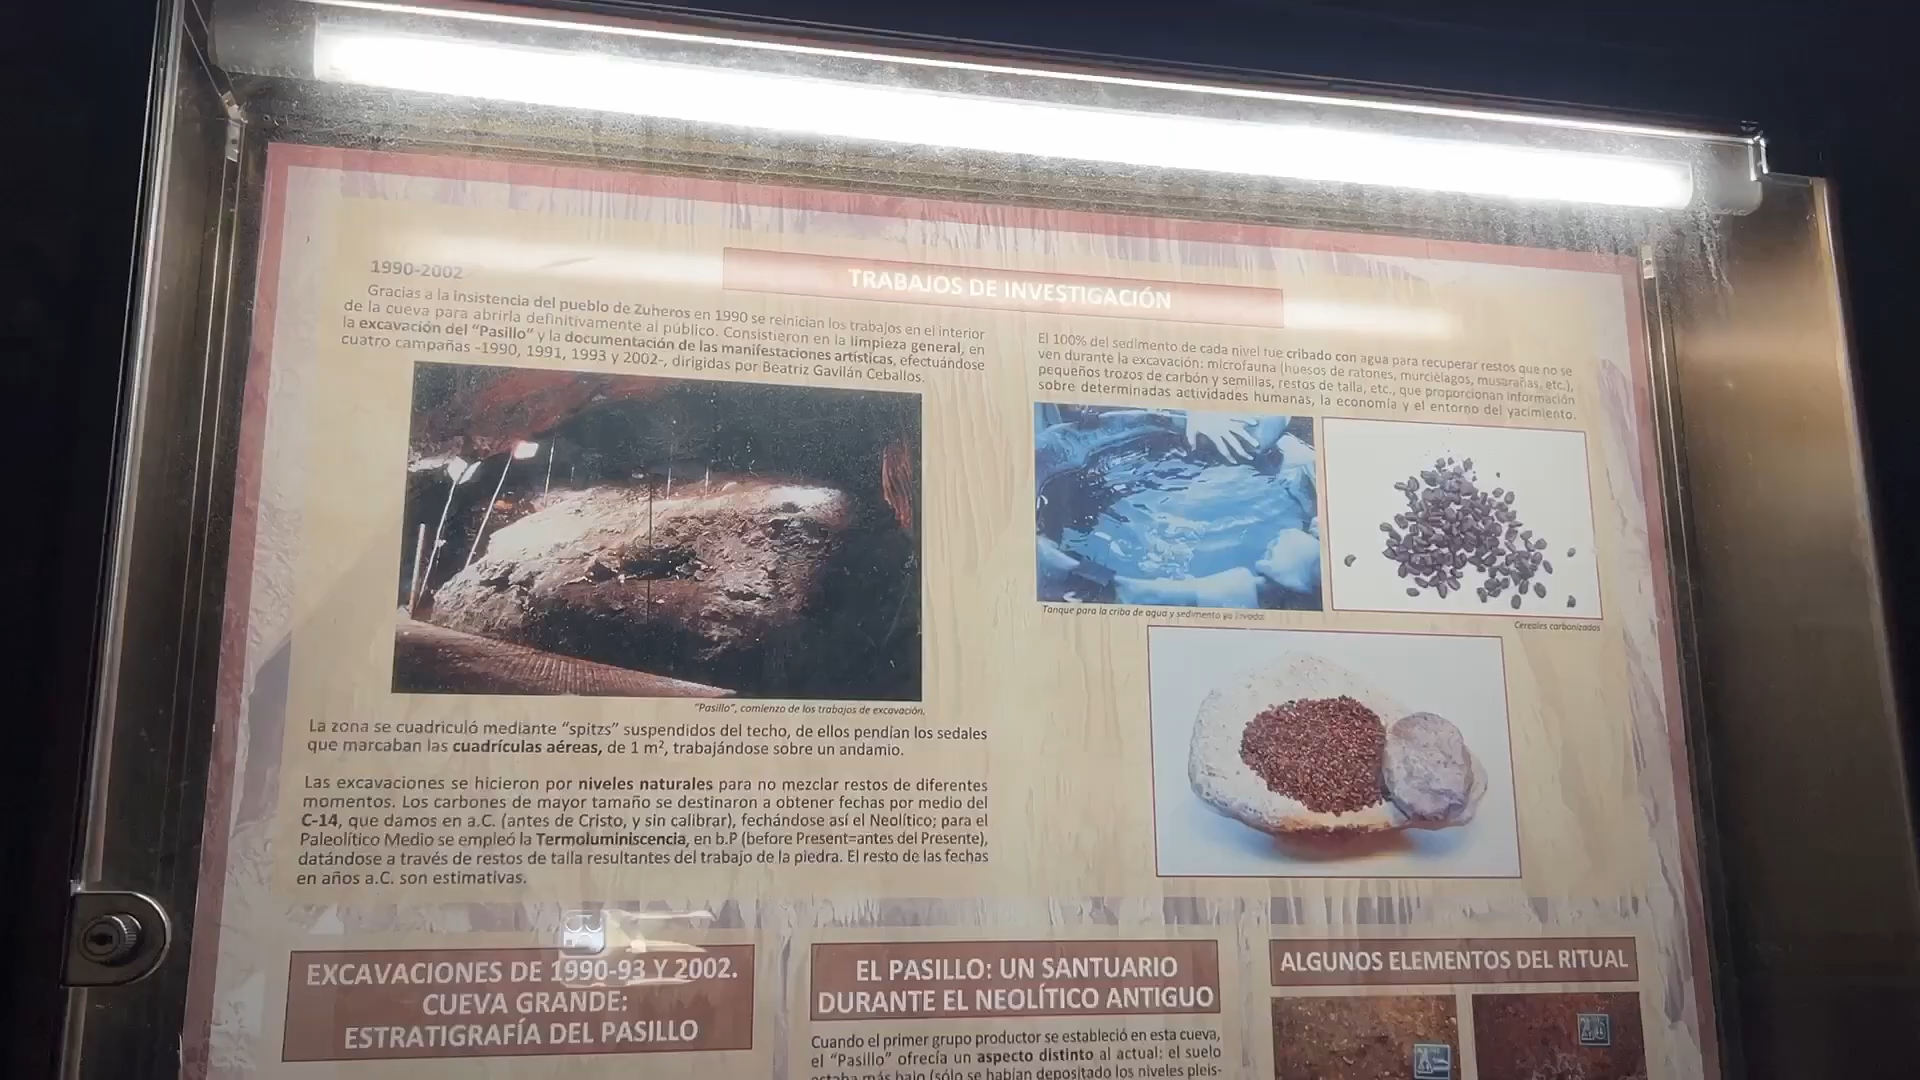 TRABAJOS DE INVESTIGACIÓN
1990-2002
Gracias a la insistencia del pueblo de Zuheros en 1990 se reinician los trabajos en el interior
de la cueva para abrirla definitivamente al público. Consistieron en la limpieza general, en
la excavación del "Pasillo" y la documentación de las manifestaciones artísticas, efectuándose
cuatro campañas -1990, 1991, 1993 y 2002-, dirigidas por Beatriz Gavilán Ceballos.
"Pasillo", comienzo de los trabajos de excavación.
La zona se cuadriculó mediante "spitzs" suspendidos del techo, de ellos pendían los sedales
que marcaban las cuadrículas aéreas, de 1 m², trabajándose sobre un andamio.
Las excavaciones se hicieron por niveles naturales para no mezclar restos de diferentes
momentos. Los carbones de mayor tamaño se destinaron a obtener fechas por medio del
C-14, que damos en a.C. (antes de Cristo, y sin calibrar), fechándose así el Neolítico; para el
Paleolítico Medio se empleó la Termoluminiscencia, en b.P (before Present=antes del Presente),
datándose a través de restos de talla resultantes del trabajo de la piedra. El resto de las fechas
en años a.C. son estimativas.
El 100% del sedimento de cada nivel fue cribado con agua para recuperar restos que no se
ven durante la excavación: microfauna (huesos de ratones, murciélagos, musarañas, etc.),
pequeños trozos de carbón y semillas, restos de talla, etc., que proporcionan información
sobre determinadas actividades humanas, la economía y el entorno del yacimiento.
Tanque para la criba de agua y sedimento ya lavado
Cereales carbonizados
EXCAVACIONES DE 1990-93 Y 2002.
CUEVA GRANDE:
ESTRATIGRAFÍA DEL PASILLO
EL PASILLO: UN SANTUARIO
DURANTE EL NEOLÍTICO ANTIGUO
Cuando el primer grupo productor se estableció en esta cueva,
el "Pasillo" ofrecía un aspecto distinto al actual: el suelo
estaba más bajo (sólo se habían depositado los niveles pleis-
ALGUNOS ELEMENTOS DEL RITUAL